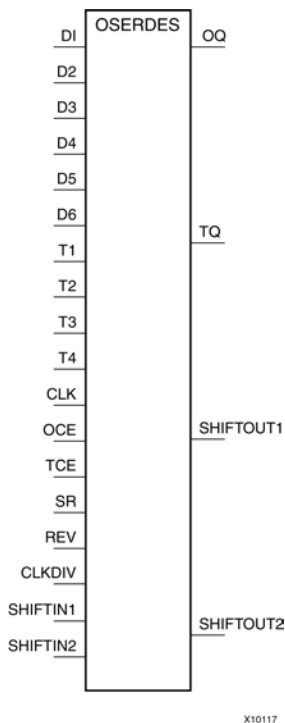 OSERDES
DI
D2
D3
D4
D5
D6
T1
T2
T3
T4
CLK
OCE
TCE
SR
REV
CLKDIV
SHIFTIN1
SHIFTIN2
OQ
TQ
SHIFTOUT1
SHIFTOUT2
X10117